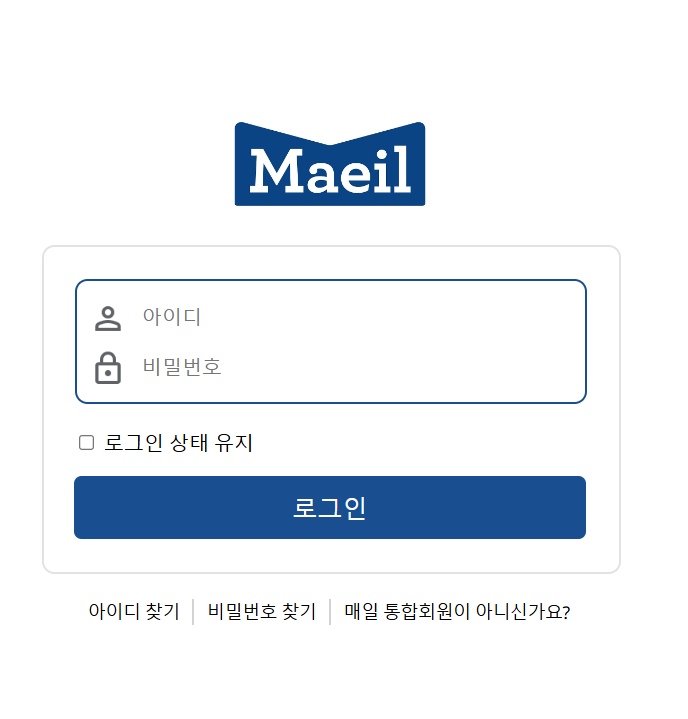 Maeil
아이디
비밀번호
로그인 상태 유지
로그인
아이디 찾기 비밀번호 찾기 매일 통합회원이 아니신가요?